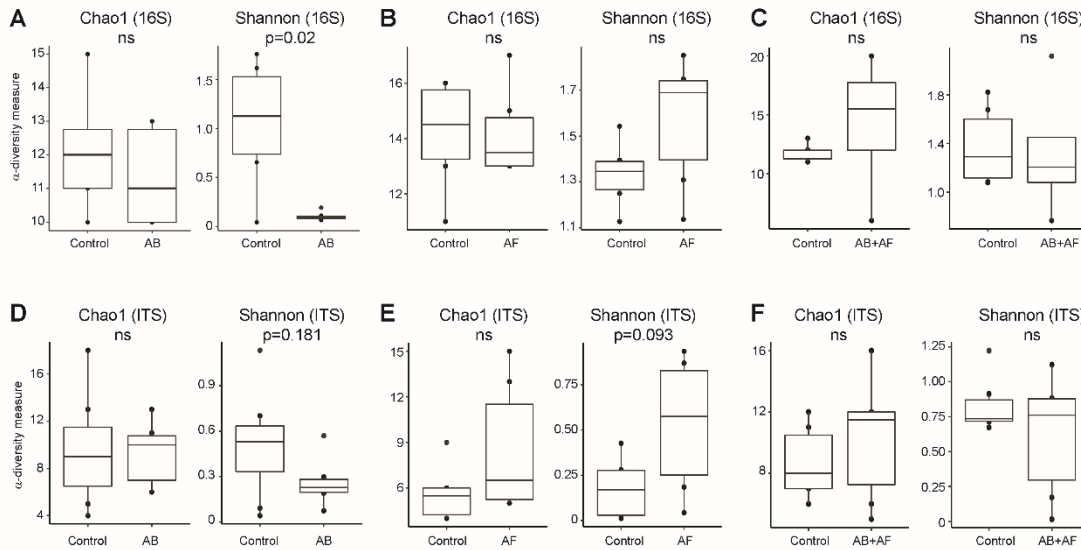 A
Chao1 (16S)
ns
Shannon (16S)
p=0.02
α-diversity measure
15
14
13
12
11
10
Control
AB
1.5
1.0
0.5
0
Control
AB
B
Chao1 (16S)
ns
Shannon (16S)
ns
16
14
12
Control
AF
1.7
1.5
1.3
1.1
Control
AF
C
Chao1 (16S)
ns
Shannon (16S)
ns
20
15
10
Control
AB+AF
1.8
1.4
1.0
Control
AB+AF
D
Chao1 (ITS)
ns
Shannon (ITS)
p=0.181
α-diversity measure
16
12
8
4
Control
AB
0.9
0.6
0.3
0
Control
AB
E
Chao1 (ITS)
ns
Shannon (ITS)
p=0.093
15
12
9
6
Control
AF
0.75
0.50
0.25
0
Control
AF
F
Chao1 (ITS)
ns
Shannon (ITS)
ns
16
12
8
Control
AB+AF
1.25
1.00
0.75
0.50
0.25
0
Control
AB+AF